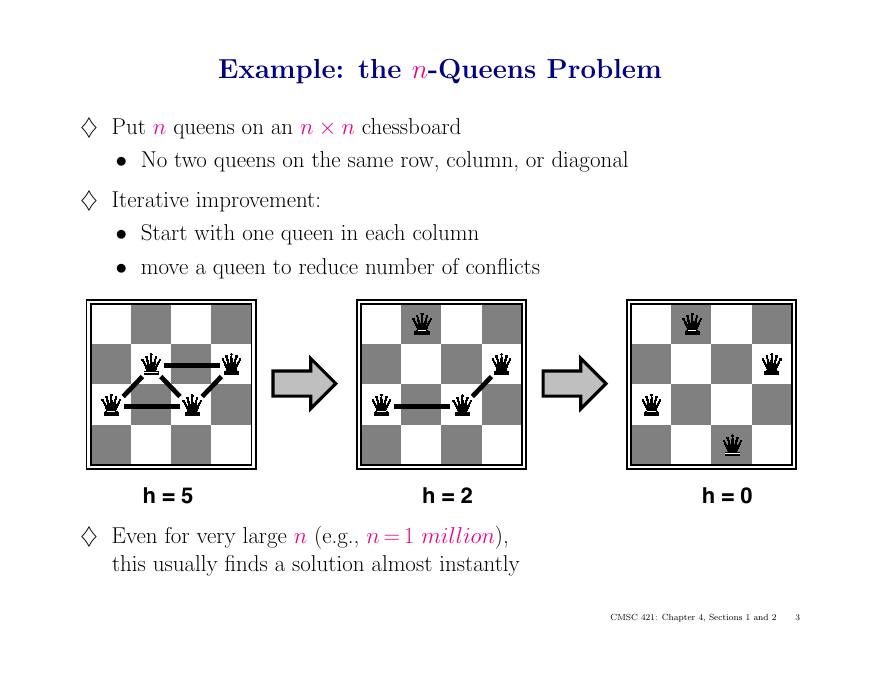 Example: the n-Queens Problem
♢ Put n queens on an n × n chessboard
• No two queens on the same row, column, or diagonal
♢ Iterative improvement:
• Start with one queen in each column
• move a queen to reduce number of conflicts
h = 5 h = 2 h = 0
♢ Even for very large n (e.g., n = 1 million),
this usually finds a solution almost instantly
CMSC 421: Chapter 4, Sections 1 and 2 3